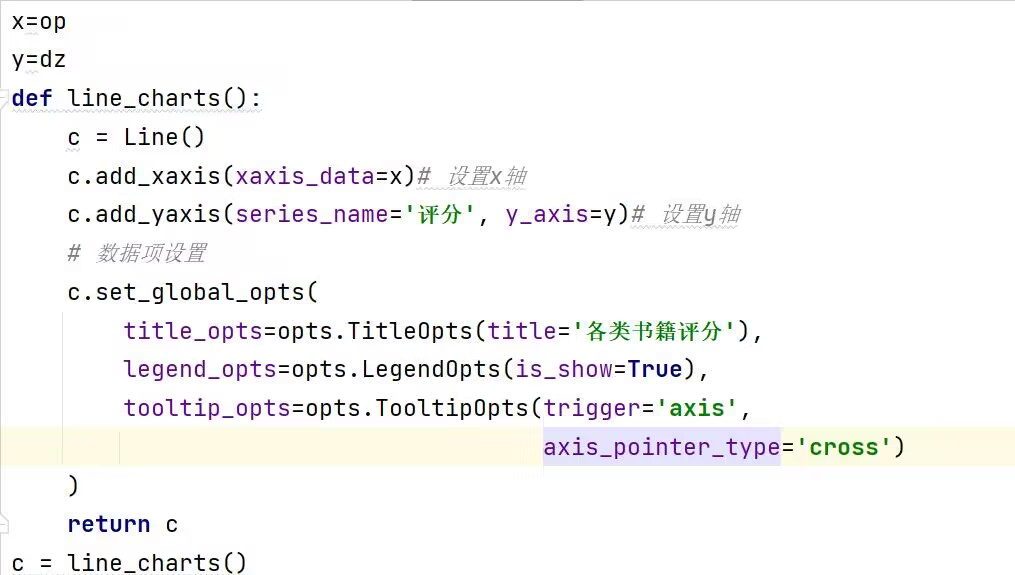 x=op
y=dz
def line_charts():
    c = Line()
    c.add_xaxis(xaxis_data=x)# 设置x轴
    c.add_yaxis(series_name='评分', y_axis=y)# 设置y轴
    # 数据项设置
    c.set_global_opts(
        title_opts=opts.TitleOpts(title='各类书籍评分'),
        legend_opts=opts.LegendOpts(is_show=True),
        tooltip_opts=opts.TooltipOpts(trigger='axis',
                                      axis_pointer_type='cross')
    )
    return c
c = line_charts()